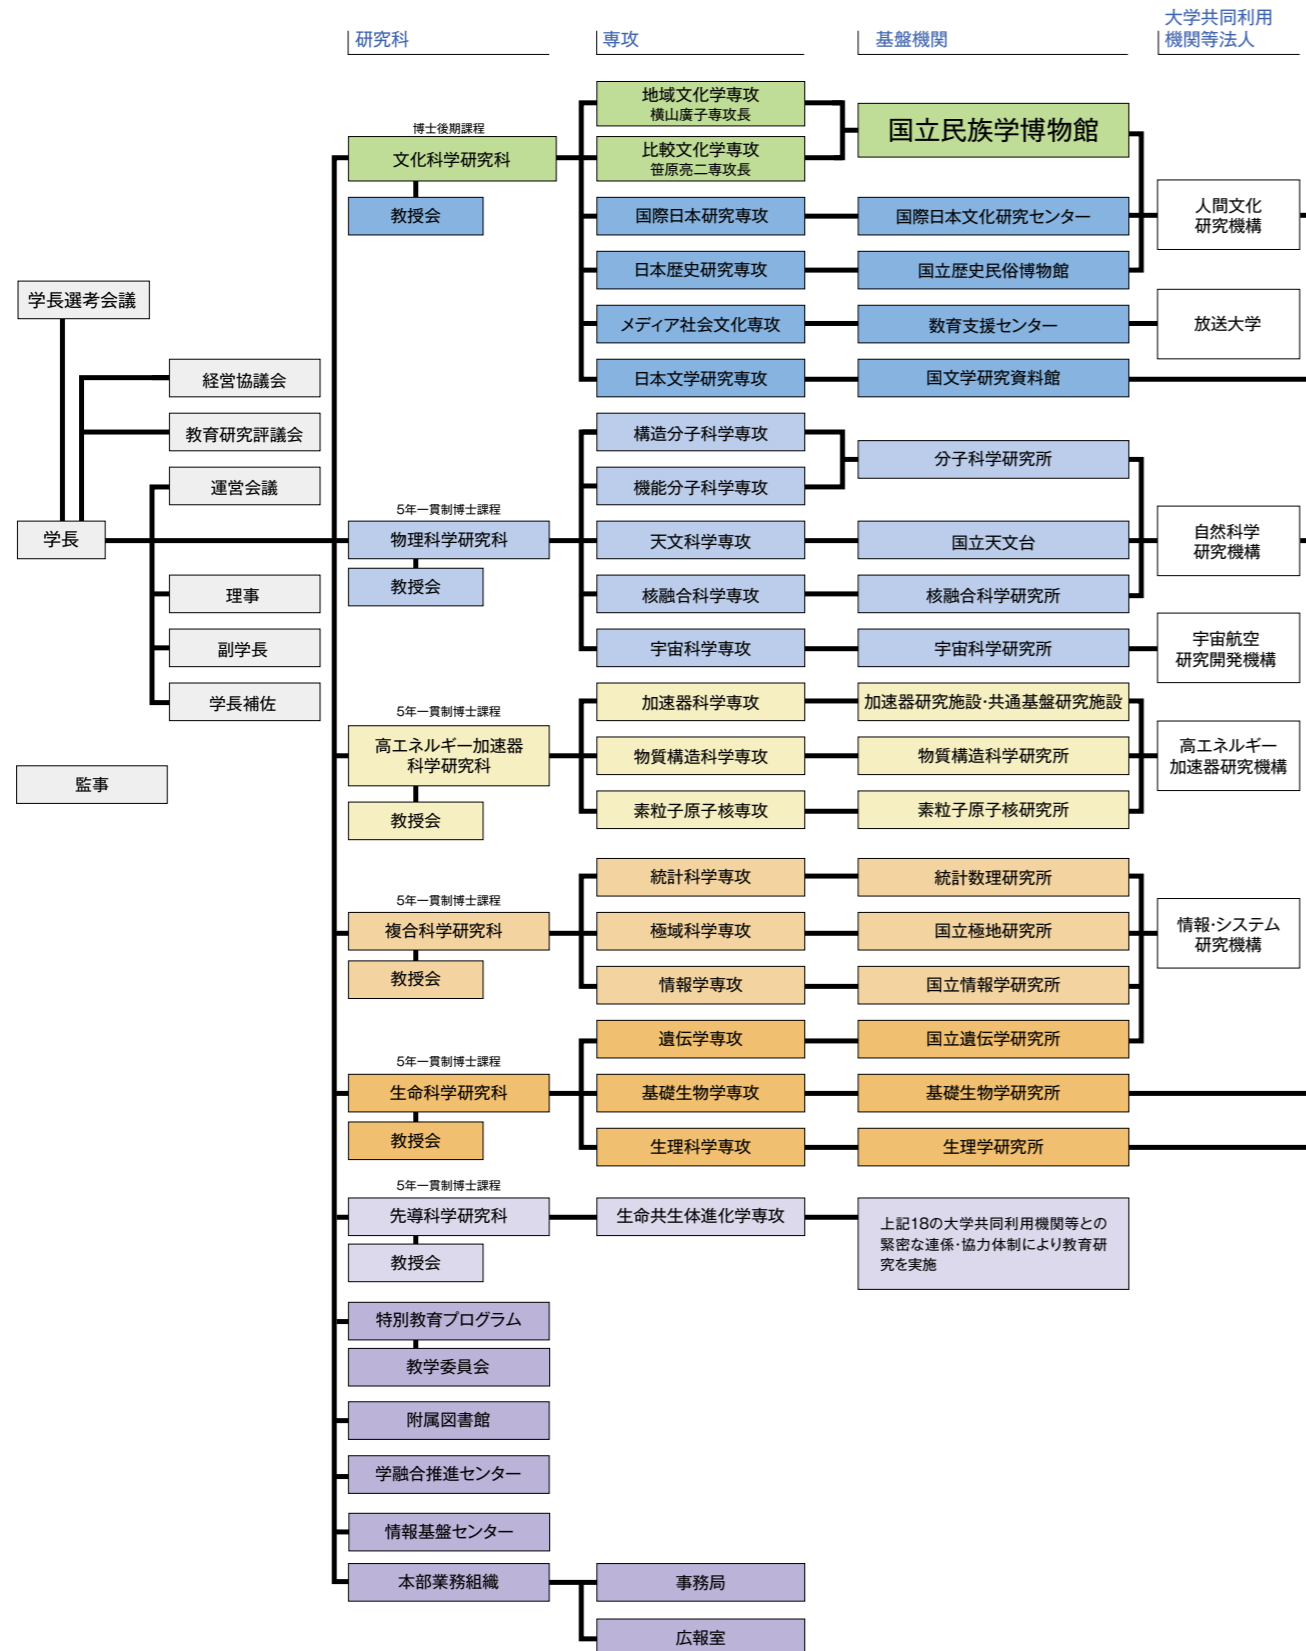 研究科
専攻
基盤機関
大学共同利用
機関等法人
博士後期課程
文化科学研究科
教授会
地域文化学専攻
横山廣子専攻長
比較文化学専攻
笹原亮二専攻長
国際日本研究専攻
日本歴史研究専攻
メディア社会文化専攻
日本文学研究専攻
国立民族学博物館
国際日本文化研究センター
国立歴史民俗博物館
数育支援センター
国文学研究資料館
人間文化
研究機構
放送大学
学長選考会議
経営協議会
教育研究評議会
運営会議
学長
理事
副学長
学長補佐
監事
5年一貫制博士課程
物理科学研究科
教授会
構造分子科学専攻
機能分子科学専攻
天文科学専攻
核融合科学専攻
宇宙科学専攻
分子科学研究所
国立天文台
核融合科学研究所
宇宙科学研究所
自然科学
研究機構
宇宙航空
研究開発機構
5年一貫制博士課程
高エネルギー加速器
科学研究科
教授会
加速器科学専攻
物質構造科学専攻
素粒子原子核専攻
加速器研究施設・共通基盤研究施設
物質構造科学研究所
素粒子原子核研究所
高エネルギー
加速器研究機構
5年一貫制博士課程
複合科学研究科
教授会
統計科学専攻
極域科学専攻
情報学専攻
統計数理研究所
国立極地研究所
国立情報学研究所
情報・システム
研究機構
5年一貫制博士課程
生命科学研究科
教授会
遺伝学専攻
基礎生物学専攻
生理科学専攻
国立遺伝学研究所
基礎生物学研究所
生理学研究所
5年一貫制博士課程
先導科学研究科
教授会
生命共生体進化学専攻
上記18の大学共同利用機関等との
緊密な連係・協力体制により教育研
究を実施
特別教育プログラム
教学委員会
附属図書館
学融合推進センター
情報基盤センター
本部業務組織
事務局
広報室